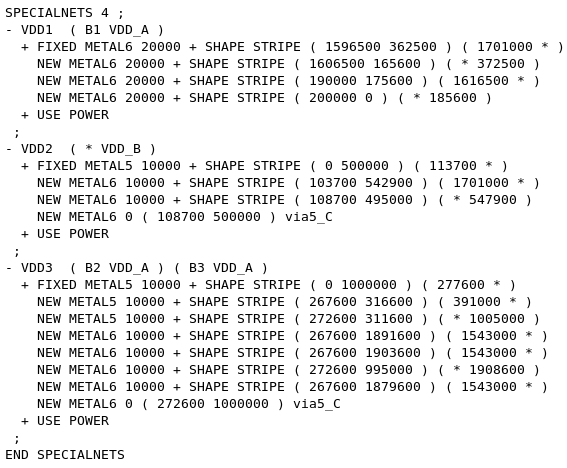 SPECIALNETS 4 ;
- VDD1  ( B1 VDD_A )
  + FIXED METAL6 20000 + SHAPE STRIPE ( 1596500 362500 ) ( 1701000 * )
    NEW METAL6 20000 + SHAPE STRIPE ( 1606500 165600 ) ( * 372500 )
    NEW METAL6 20000 + SHAPE STRIPE ( 190000 175600 ) ( 1616500 * )
    NEW METAL6 20000 + SHAPE STRIPE ( 200000 0 ) ( * 185600 )
  + USE POWER
 ;
- VDD2  ( * VDD_B )
  + FIXED METAL5 10000 + SHAPE STRIPE ( 0 500000 ) ( 113700 * )
    NEW METAL6 10000 + SHAPE STRIPE ( 103700 542900 ) ( 1701000 * )
    NEW METAL6 10000 + SHAPE STRIPE ( 108700 495000 ) ( * 547900 )
    NEW METAL6 0 ( 108700 500000 ) via5_C
  + USE POWER
 ;
- VDD3  ( B2 VDD_A ) ( B3 VDD_A )
  + FIXED METAL5 10000 + SHAPE STRIPE ( 0 1000000 ) ( 277600 * )
    NEW METAL5 10000 + SHAPE STRIPE ( 267600 316600 ) ( 391000 * )
    NEW METAL5 10000 + SHAPE STRIPE ( 272600 311600 ) ( * 1005000 )
    NEW METAL6 10000 + SHAPE STRIPE ( 267600 1891600 ) ( 1543000 * )
    NEW METAL6 10000 + SHAPE STRIPE ( 267600 1903600 ) ( 1543000 * )
    NEW METAL6 10000 + SHAPE STRIPE ( 272600 995000 ) ( * 1908600 )
    NEW METAL6 10000 + SHAPE STRIPE ( 267600 1879600 ) ( 1543000 * )
    NEW METAL6 0 ( 272600 1000000 ) via5_C
  + USE POWER
 ;
END SPECIALNETS